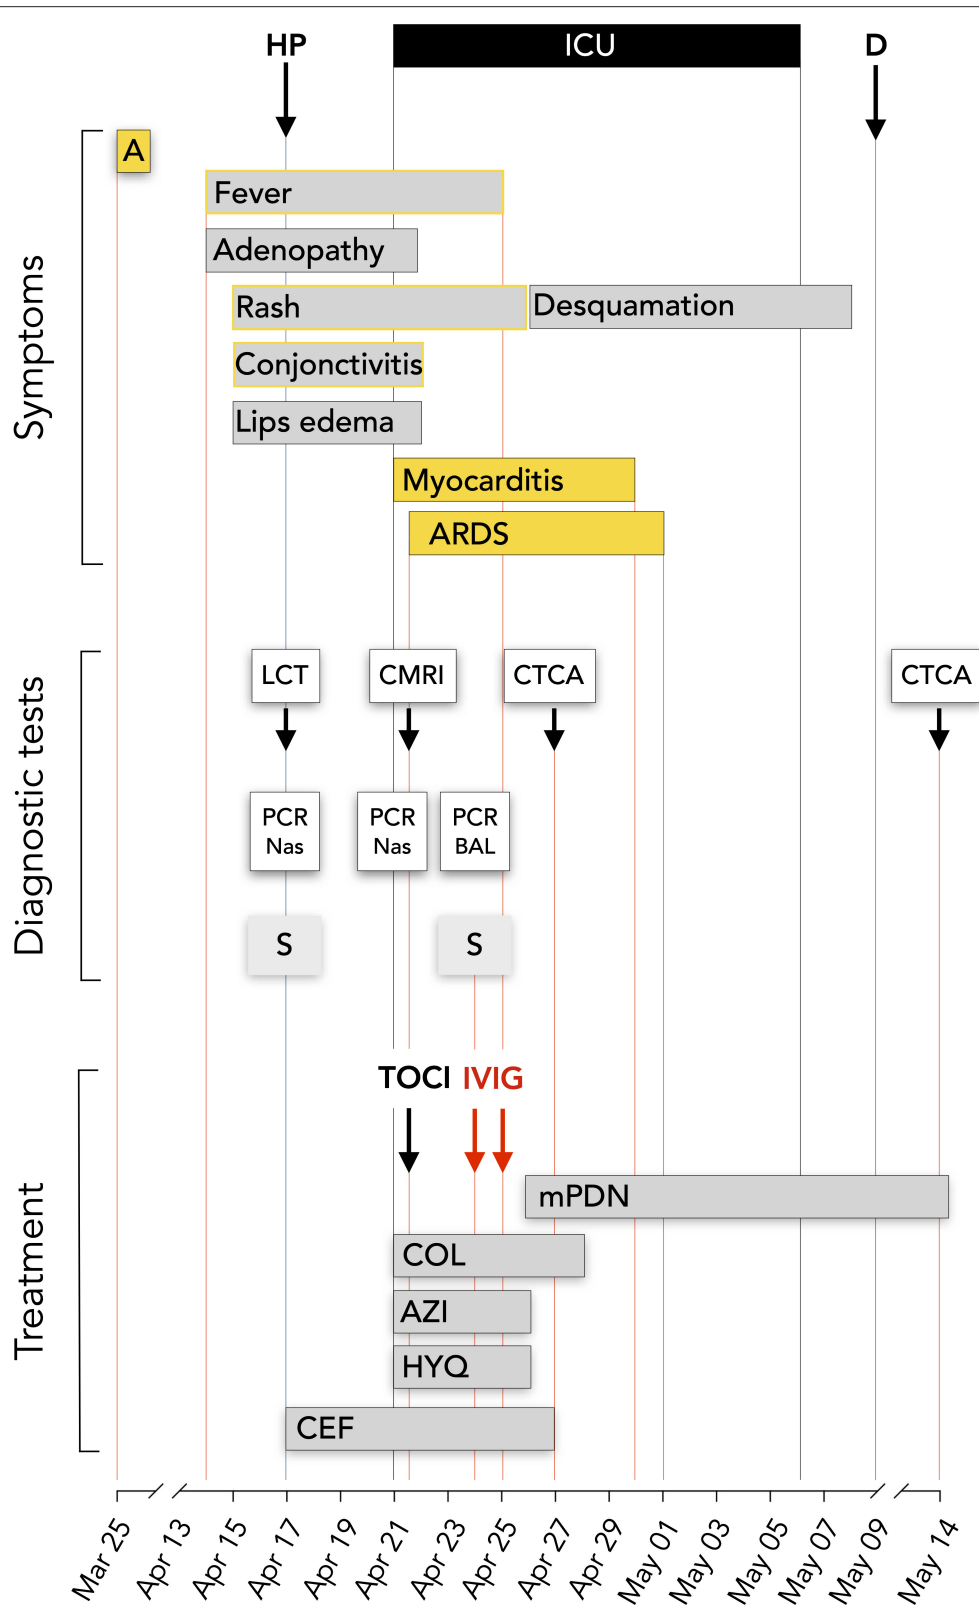 HP
ICU
D
Symptoms
A
Fever
Adenopathy
Rash
Desquamation
Conjonctivitis
Lips edema
Myocarditis
ARDS
Diagnostic tests
LCT
CMRI
CTCA
CTCA
PCR
Nas
PCR
Nas
PCR
BAL
S
S
Treatment
TOCI
IVIG
mPDN
COL
AZI
HYQ
CEF
Mar 25
Apr 13
Apr 15
Apr 17
Apr 19
Apr 21
Apr 23
Apr 25
Apr 27
Apr 29
May 01
May 03
May 05
May 07
May 09
May 14